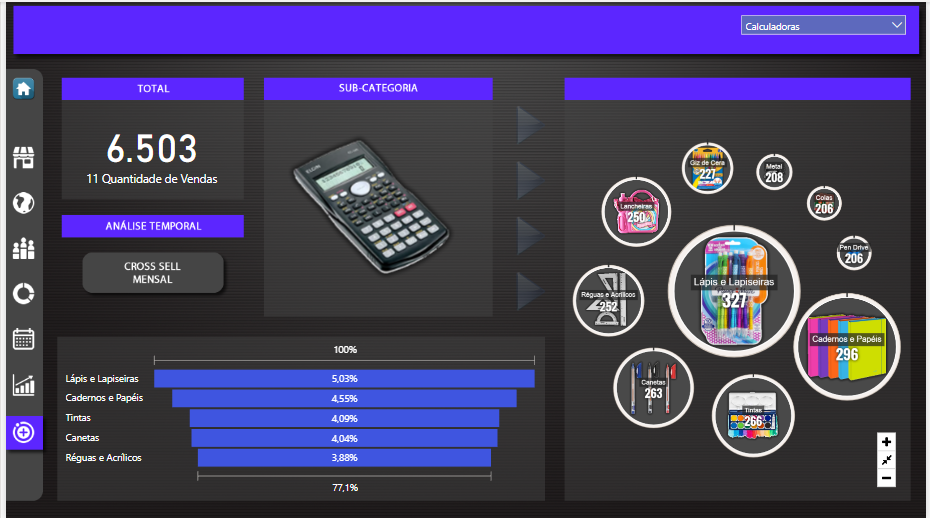 Calculadoras
TOTAL
6.503
11 Quantidade de Vendas
ANÁLISE TEMPORAL
CROSS SELL
MENSAL
SUB-CATEGORIA
100%
Lápis e Lapiseiras 5,03%
Cadernos e Papéis 4,55%
Tintas 4,09%
Canetas 4,04%
Réguas e Acrílicos 3,88%
77,1%
Giz de Cera
227
Metal
208
Lancheiras
250
Colas
206
Pen Drive
206
Lápis e Lapiseiras
327
Réguas e Acrílicos
252
Cadernos e Papéis
296
Canetas
263
Tintas
266